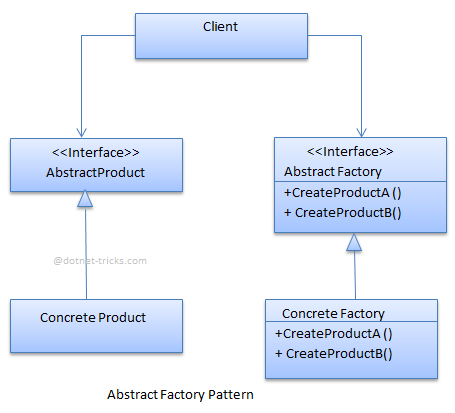 Client
<<Interface>>
AbstractProduct
<<Interface>>
Abstract Factory
+CreateProductA ()
+ CreateProductB()
@dotnet-tricks.com
Concrete Product
Concrete Factory
+CreateProductA ()
+ CreateProductB()
Abstract Factory Pattern